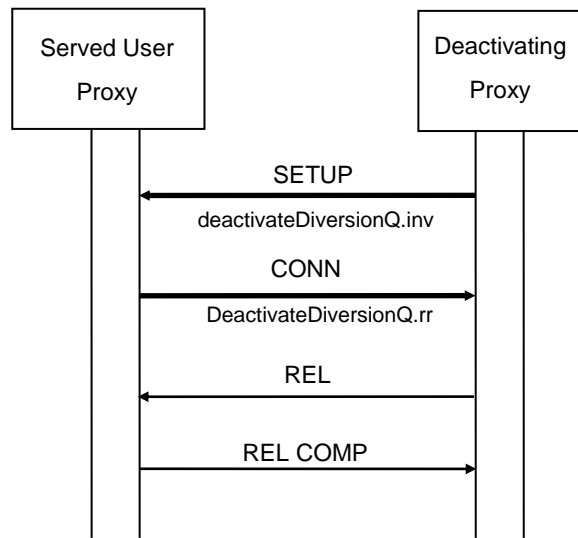 Served User
Proxy
Deactivating
Proxy
SETUP
deactivateDiversionQ.inv
CONN
DeactivateDiversionQ.rr
REL
REL COMP